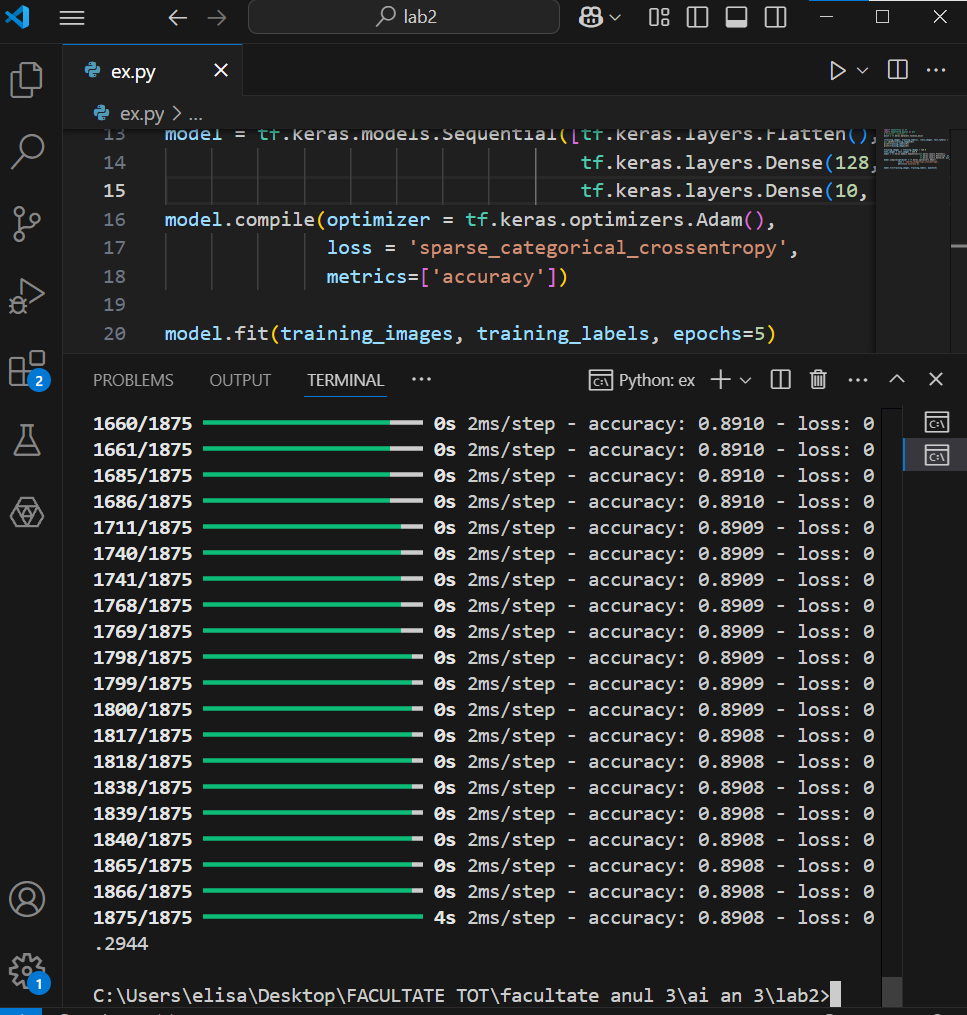 lab2
ex.py
ex.py > ...
13 model = tf.keras.models.Sequential([tf.keras.layers.Flatten(),
14 tf.keras.layers.Dense(128,
15 tf.keras.layers.Dense(10,
16 model.compile(optimizer = tf.keras.optimizers.Adam(),
17 loss = 'sparse_categorical_crossentropy',
18 metrics=['accuracy'])
19
20 model.fit(training_images, training_labels, epochs=5)
PROBLEMS OUTPUT TERMINAL ... Python: ex
2
1660/1875 0s 2ms/step - accuracy: 0.8910 - loss: 0
1661/1875 0s 2ms/step - accuracy: 0.8910 - loss: 0
1685/1875 0s 2ms/step - accuracy: 0.8910 - loss: 0
1686/1875 0s 2ms/step - accuracy: 0.8910 - loss: 0
1711/1875 0s 2ms/step - accuracy: 0.8909 - loss: 0
1740/1875 0s 2ms/step - accuracy: 0.8909 - loss: 0
1741/1875 0s 2ms/step - accuracy: 0.8909 - loss: 0
1768/1875 0s 2ms/step - accuracy: 0.8909 - loss: 0
1769/1875 0s 2ms/step - accuracy: 0.8909 - loss: 0
1798/1875 0s 2ms/step - accuracy: 0.8909 - loss: 0
1799/1875 0s 2ms/step - accuracy: 0.8909 - loss: 0
1800/1875 0s 2ms/step - accuracy: 0.8909 - loss: 0
1817/1875 0s 2ms/step - accuracy: 0.8908 - loss: 0
1818/1875 0s 2ms/step - accuracy: 0.8908 - loss: 0
1838/1875 0s 2ms/step - accuracy: 0.8908 - loss: 0
1839/1875 0s 2ms/step - accuracy: 0.8908 - loss: 0
1840/1875 0s 2ms/step - accuracy: 0.8908 - loss: 0
1865/1875 0s 2ms/step - accuracy: 0.8908 - loss: 0
1866/1875 0s 2ms/step - accuracy: 0.8908 - loss: 0
1875/1875 4s 2ms/step - accuracy: 0.8908 - loss: 0
.2944
1
C:\Users\elisa\Desktop\FACULTATE TOT\facultate anul 3\ai an 3\lab2>